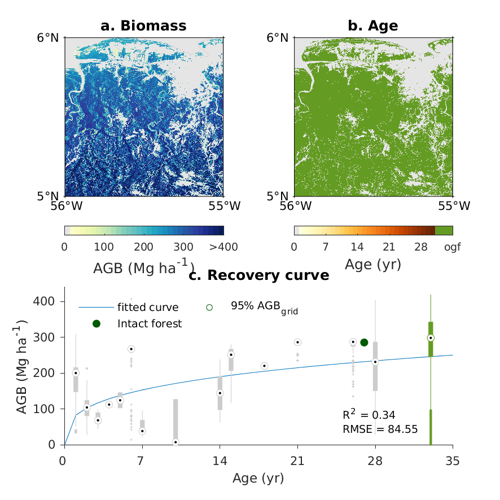 a. Biomass
b. Age
6°N
5°N
56°W
55°W
6°N
5°N
56°W
55°W
0 100 200 300 >400
AGB (Mg ha⁻¹)
0 7 14 21 28 ogf
Age (yr)
c. Recovery curve
AGB (Mg ha⁻¹)
400
300
200
100
0
fitted curve
95% AGB_grid
Intact forest
R² = 0.34
RMSE = 84.55
0 7 14 21 28 35
Age (yr)